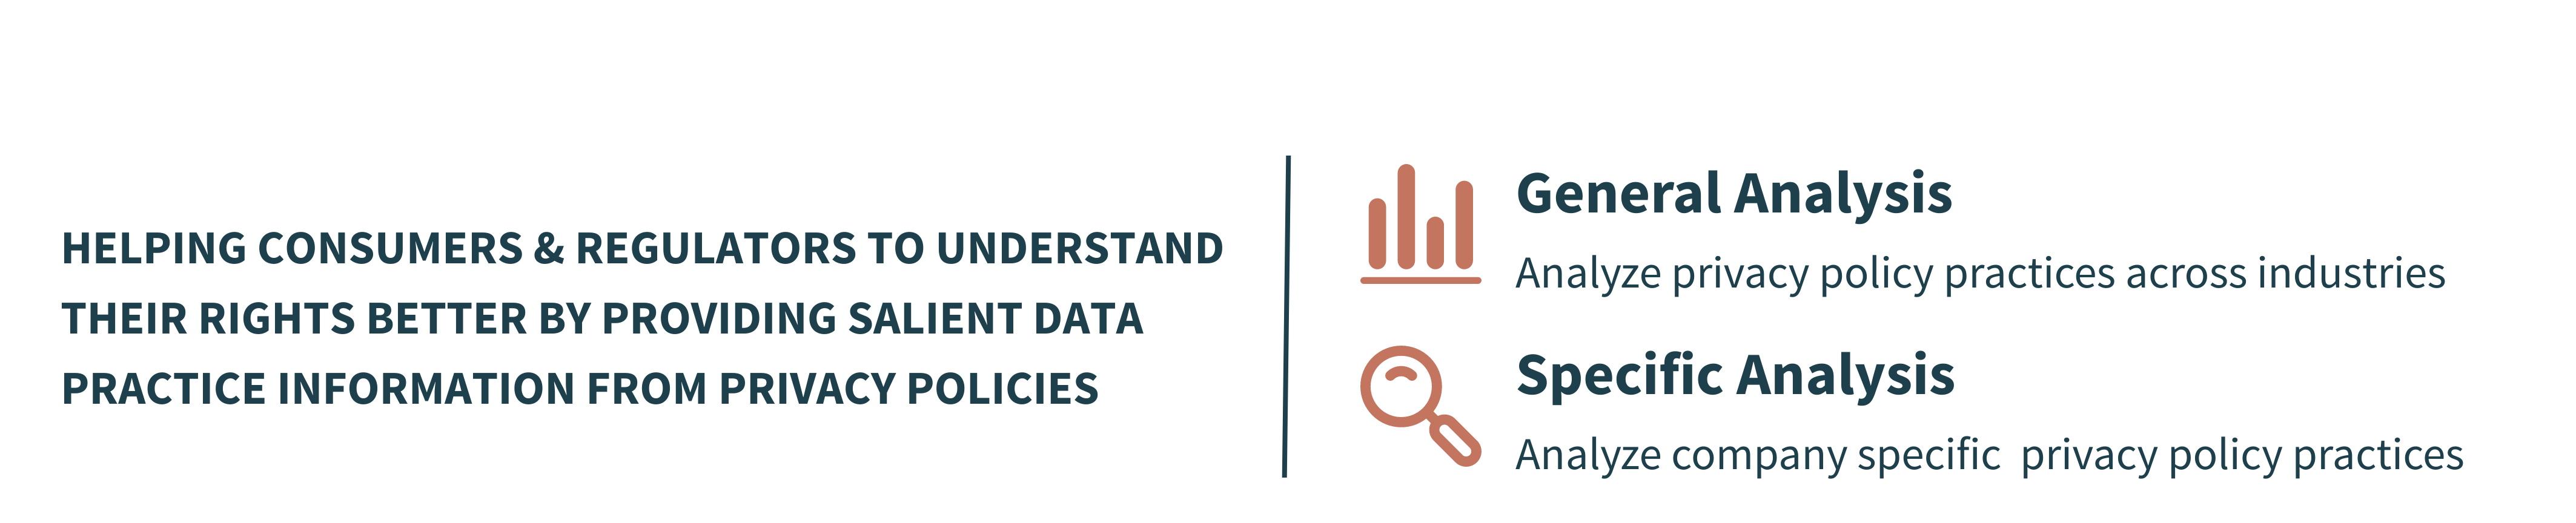 HELPING CONSUMERS & REGULATORS TO UNDERSTAND
THEIR RIGHTS BETTER BY PROVIDING SALIENT DATA
PRACTICE INFORMATION FROM PRIVACY POLICIES
General Analysis
Analyze privacy policy practices across industries
Specific Analysis
Analyze company specific  privacy policy practices